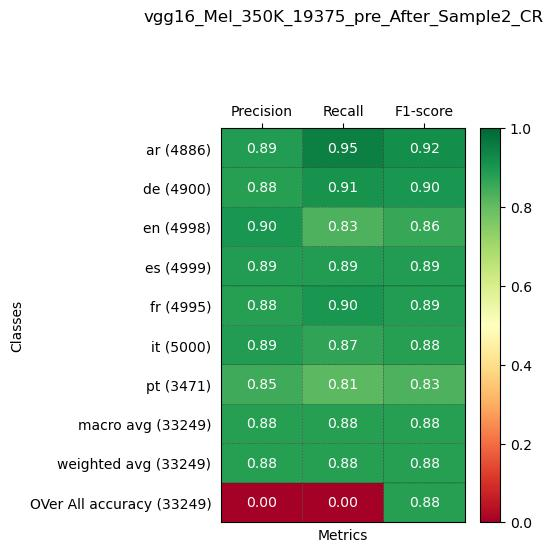 vgg16_Mel_350K_19375_pre_After_Sample2_CR
Precision Recall F1-score
ar (4886) 0.89 0.95 0.92
de (4900) 0.88 0.91 0.90
en (4998) 0.90 0.83 0.86
es (4999) 0.89 0.89 0.89
fr (4995) 0.88 0.90 0.89
it (5000) 0.89 0.87 0.88
pt (3471) 0.85 0.81 0.83
macro avg (33249) 0.88 0.88 0.88
weighted avg (33249) 0.88 0.88 0.88
OVer All accuracy (33249) 0.00 0.00 0.88
Classes
Metrics
1.0
0.8
0.6
0.4
0.2
0.0